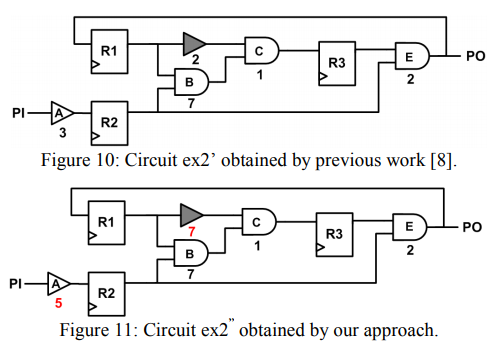 R1
2
C
1
R3
E
2
PO
B
7
PI
A
3
R2
Figure 10: Circuit ex2’ obtained by previous work [8].
R1
7
C
1
R3
E
2
PO
B
7
PI
A
5
R2
Figure 11: Circuit ex2” obtained by our approach.